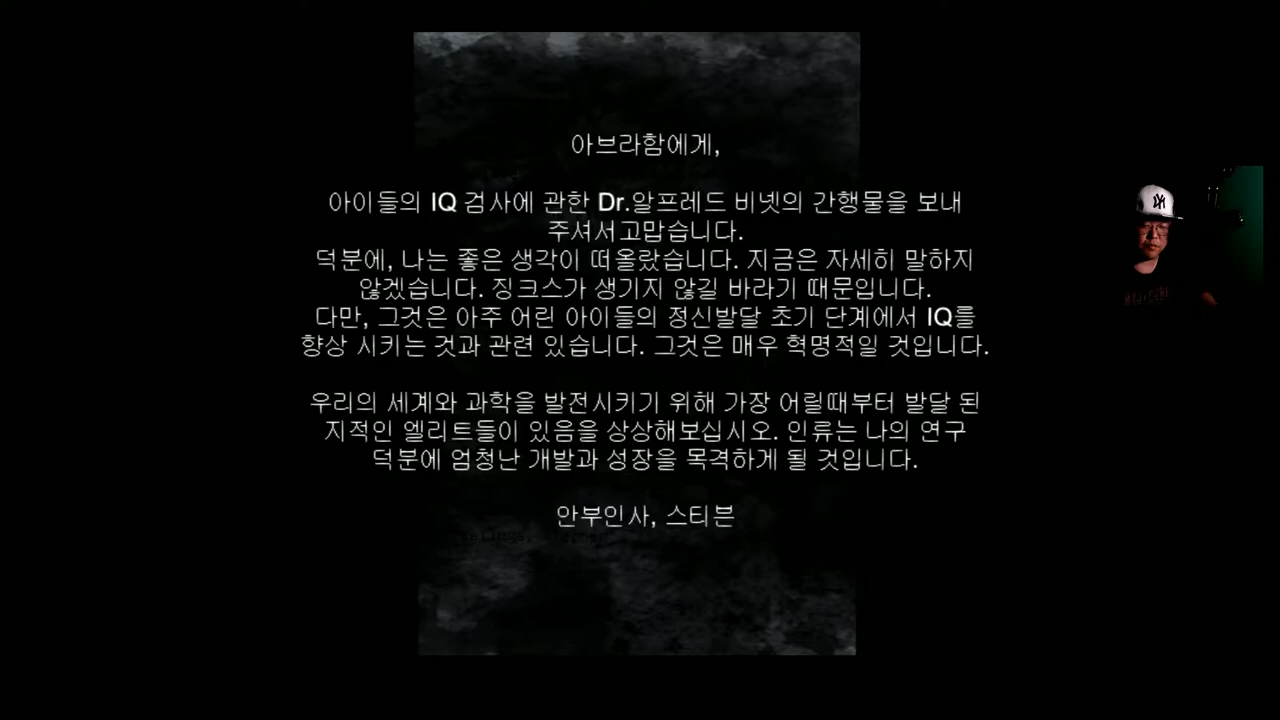 아브라함에게,
아이들의 IQ 검사에 관한 Dr.알프레드 비넷의 간행물을 보내
주셔서고맙습니다.
덕분에, 나는 좋은 생각이 떠올랐습니다. 지금은 자세히 말하지
않겠습니다. 징크스가 생기지 않길 바라기 때문입니다.
다만, 그것은 아주 어린 아이들의 정신발달 초기 단계에서 IQ를
향상 시키는 것과 관련 있습니다. 그것은 매우 혁명적일 것입니다.
우리의 세계와 과학을 발전시키기 위해 가장 어릴때부터 발달 된
지적인 엘리트들이 있음을 상상해보십시오. 인류는 나의 연구
덕분에 엄청난 개발과 성장을 목격하게 될 것입니다.
안부인사, 스티븐